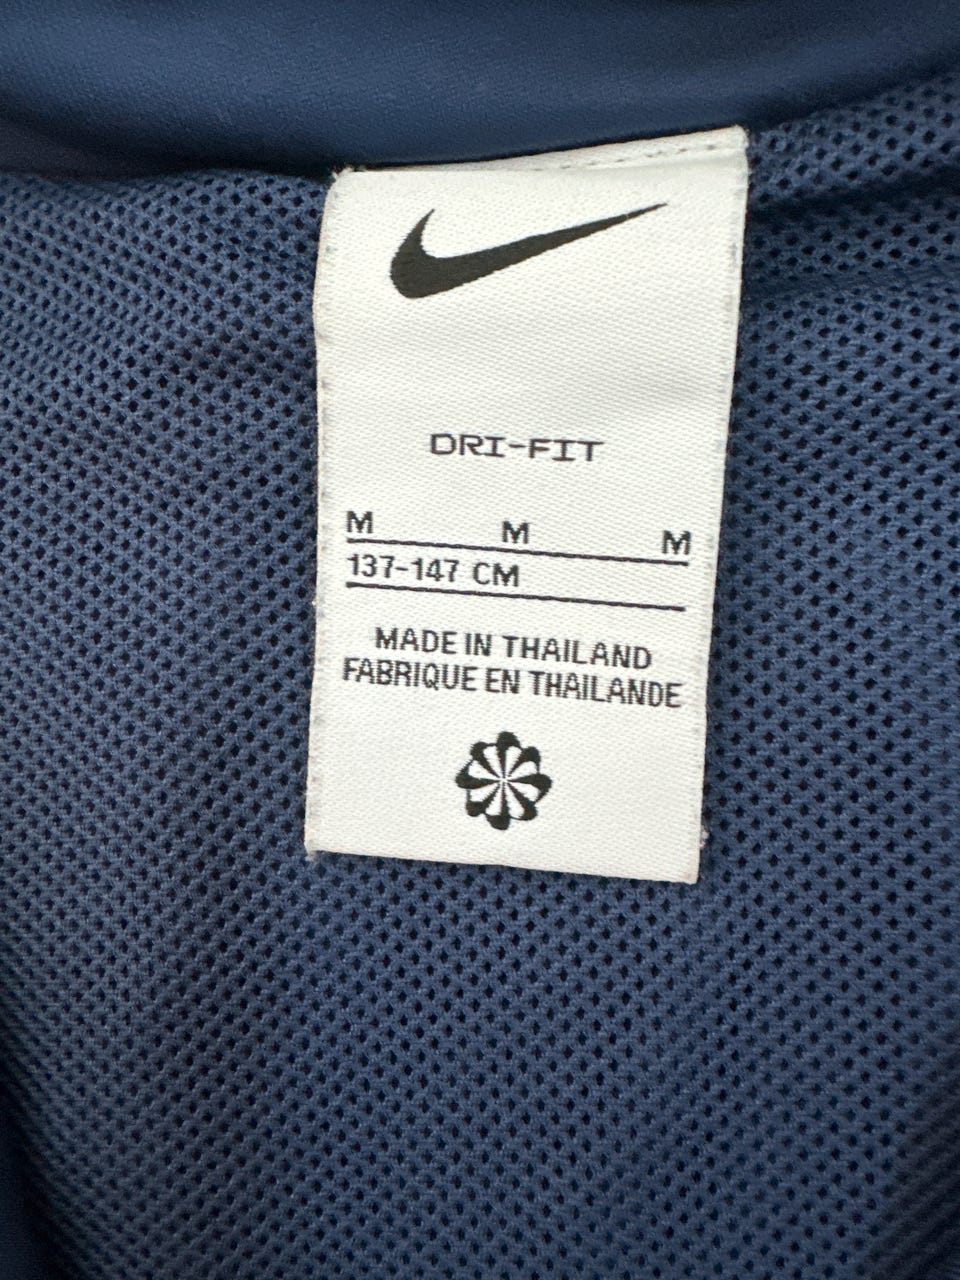 DRI-FIT
M M M
137-147 CM
MADE IN THAILAND
FABRIQUE EN THAILANDE